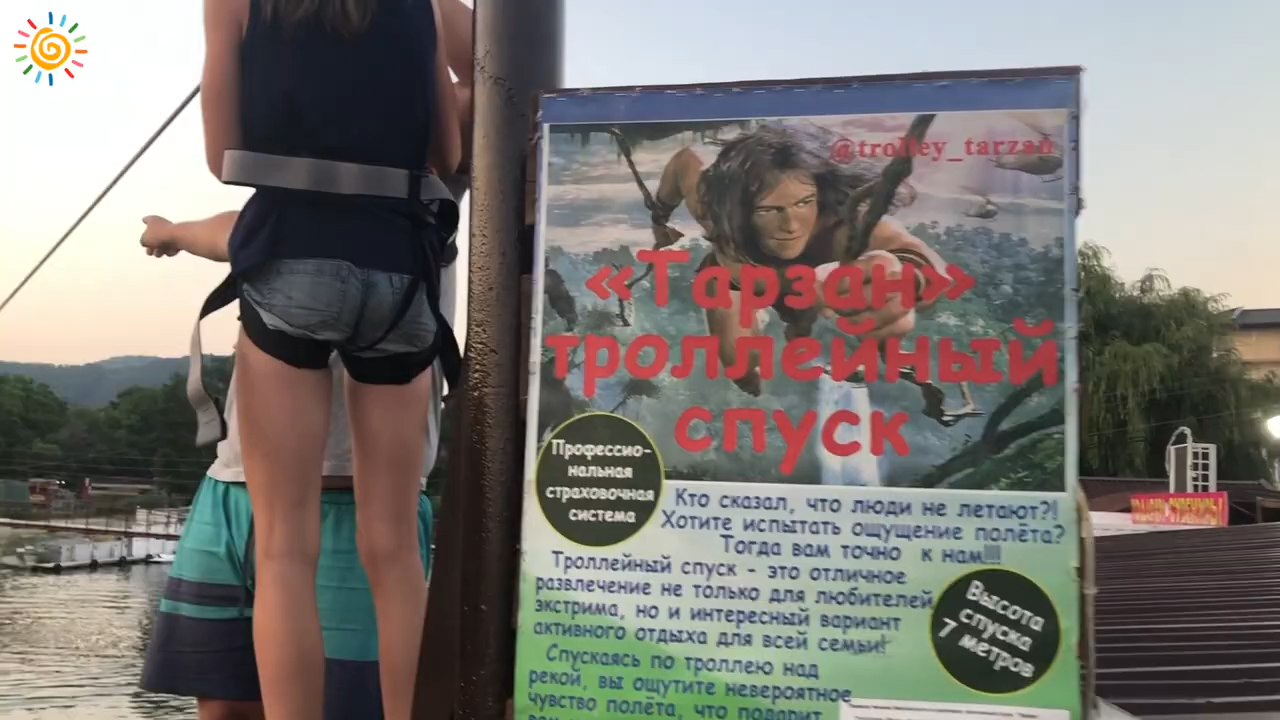 @trolley_tarzan
«Тарзан»
троллейный
спуск
Профессио-
нальная
страховочная
система
Кто сказал, что люди не летают?!
Хотите испытать ощущение полёта?
Тогда вам точно к нам!!!
Троллейный спуск - это отличное
развлечение не только для любителей
экстрима, но и интересный вариант
активного отдыха для всей семьи!
Высота
спуска
7 метров
Спускаясь по троллею над
рекой, вы ощутите невероятное
чувство полёта, что подарит